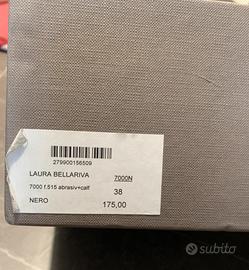 279900156509
LAURA BELLARIVA 7000N
7000 f.515 abrasiv+calf 38
NERO 175,00
subito